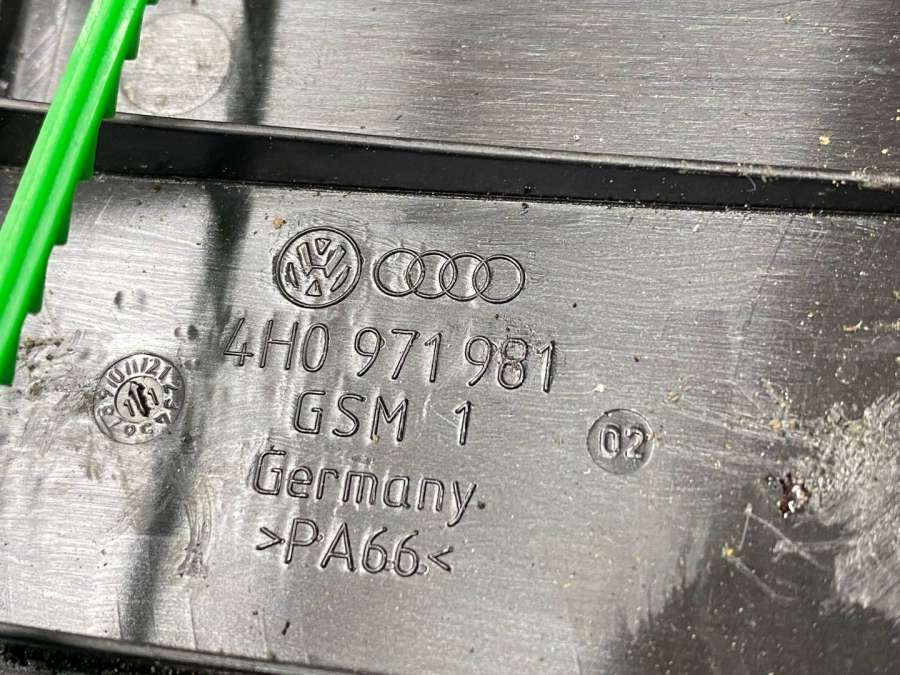 4H0 971 981
GSM 1
02
Germany
>PA66<